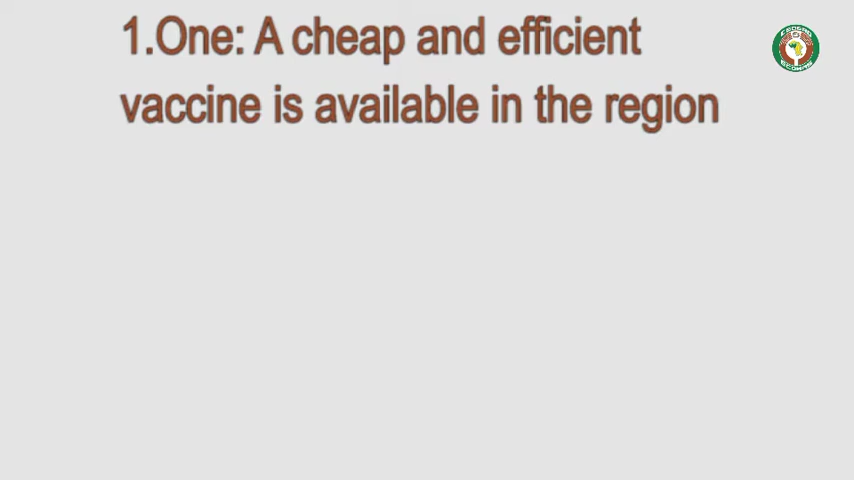 1.One: A cheap and efficient
vaccine is available in the region